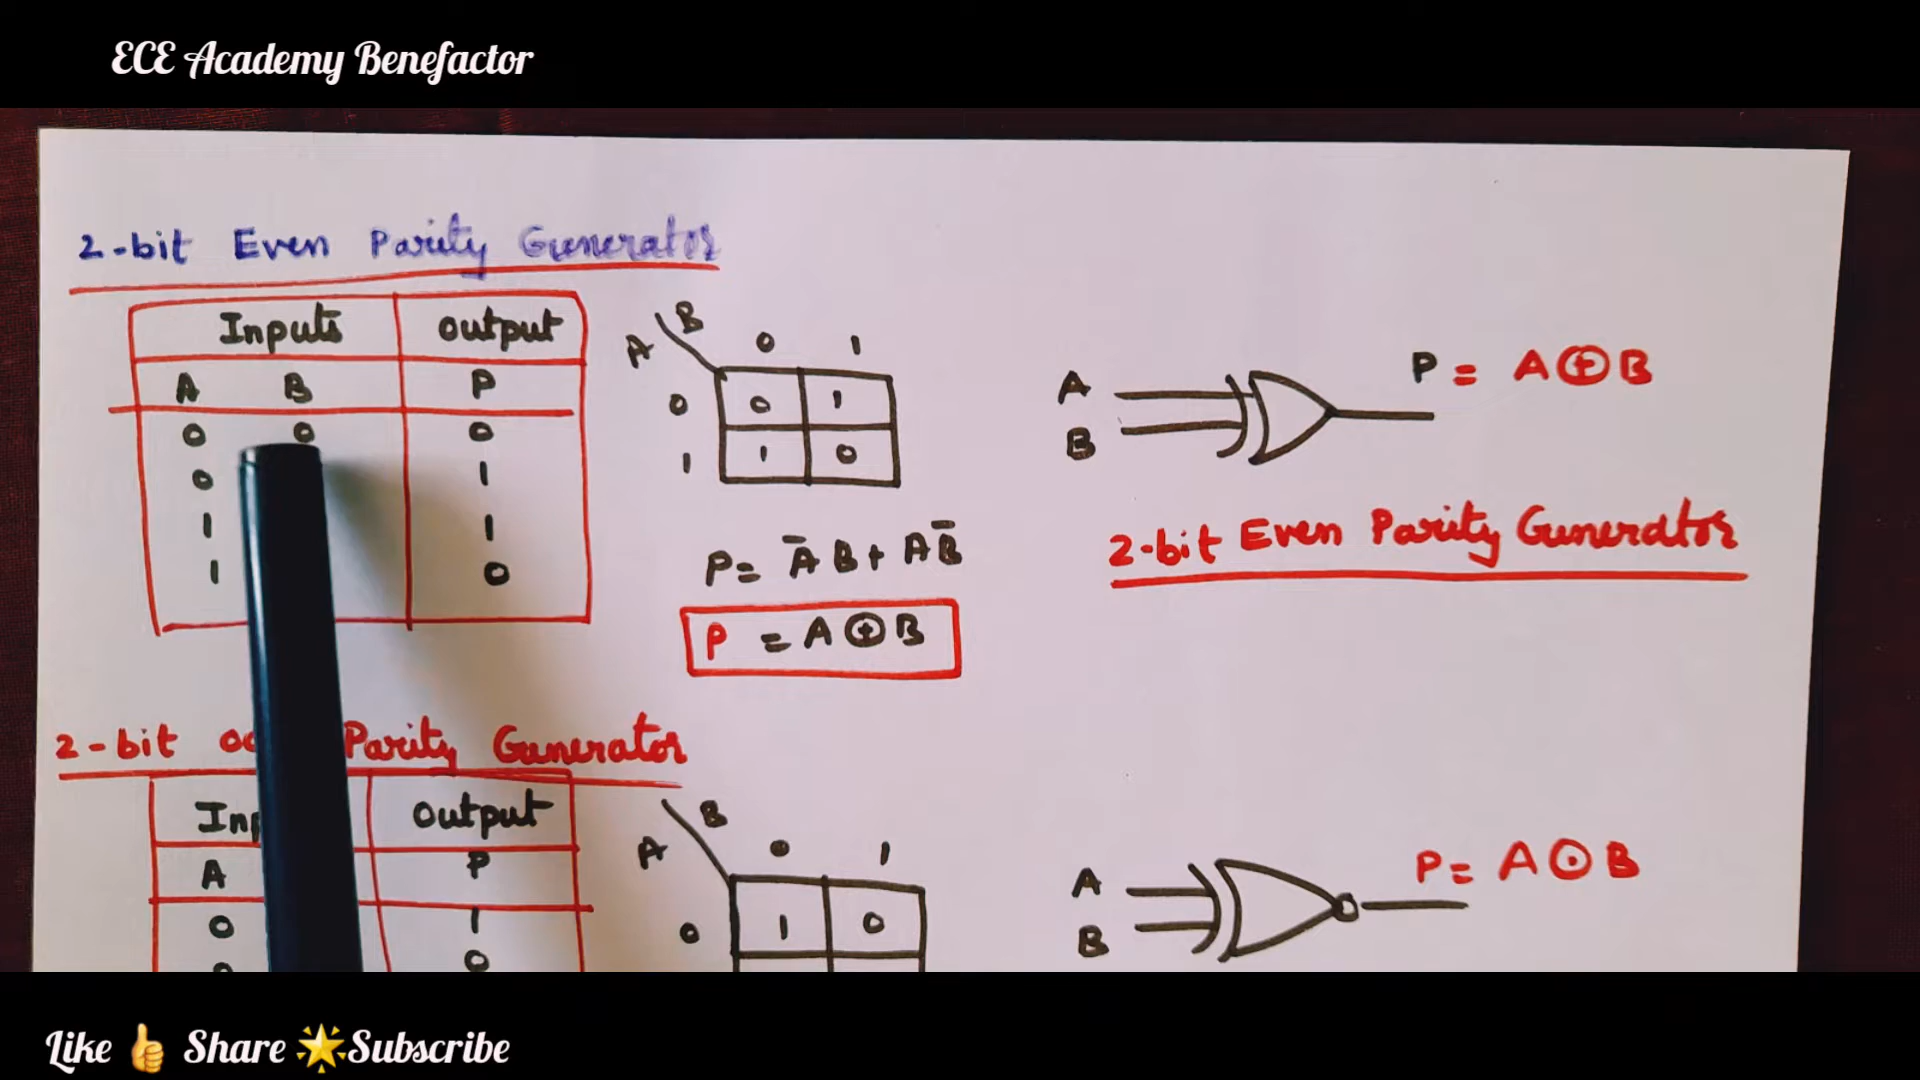 ECE Academy Benefactor
2-bit Even Parity Generator
Inputs Output
A B P
0 0 0
0 1
1 1
1 0
B
A 0 1
0 0 1
1 1 0
P = A̅ B + A B̅
P = A ⊕ B
A
B
P = A ⊕ B
2-bit Even Parity Generator
2-bit Parity Generator
Output
A P
0 1
0
B
A 0 1
0 1 0
A
B
P = A ⊙ B
Like 👍 Share 🌟Subscribe